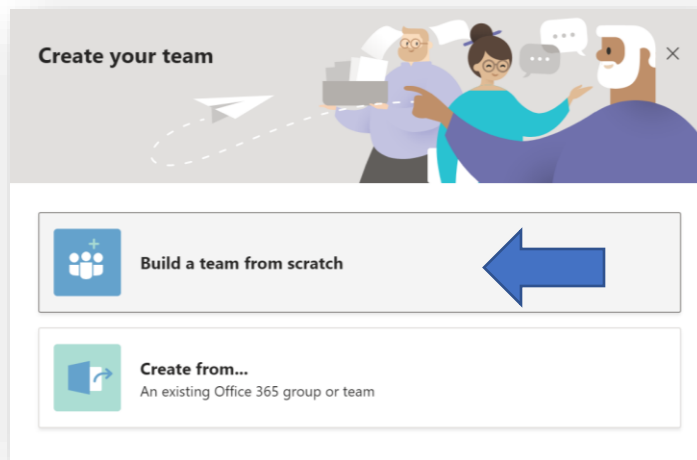 Create your team
Build a team from scratch
Create from...
An existing Office 365 group or team